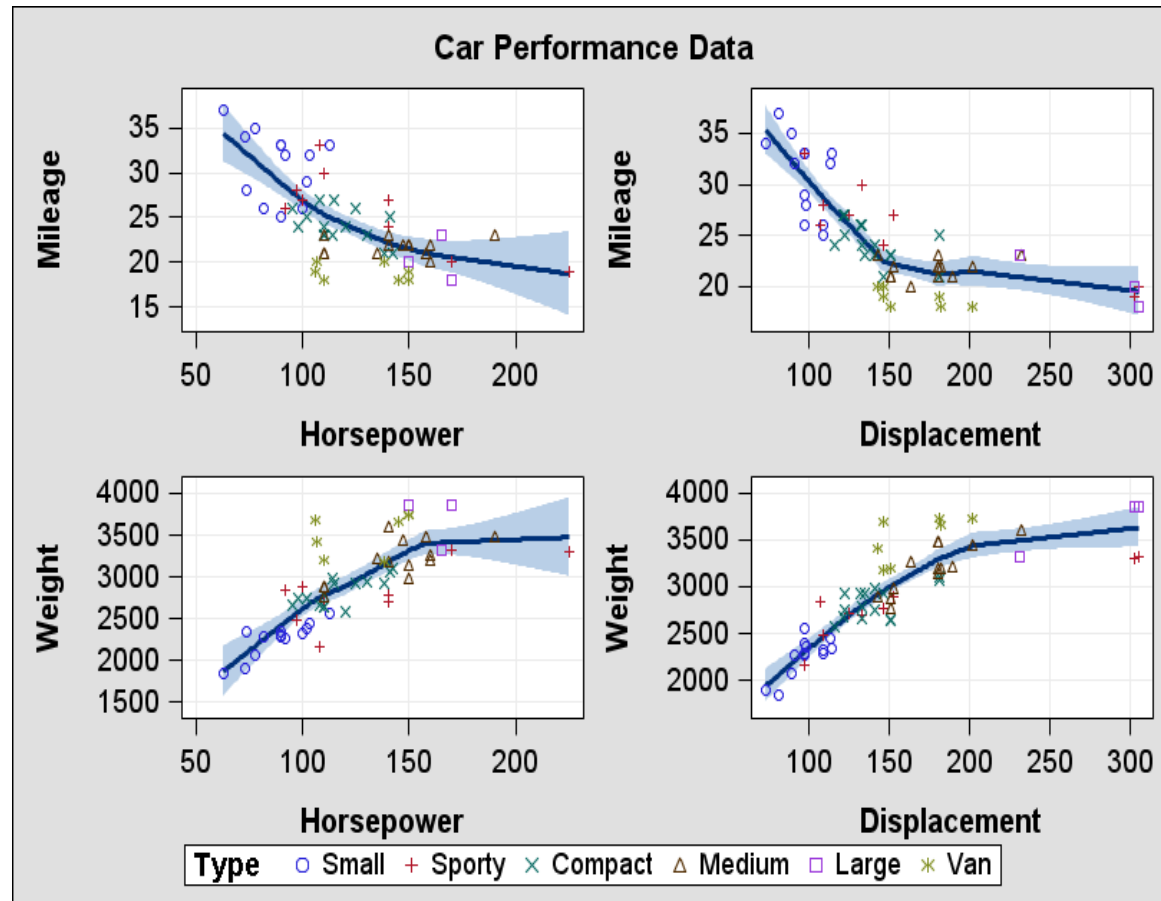 Car Performance Data
Mileage
35
30
25
20
15
50 100 150 200
Horsepower
Mileage
35
30
25
20
100 150 200 250 300
Displacement
Weight
4000
3500
3000
2500
2000
1500
50 100 150 200
Horsepower
Weight
4000
3500
3000
2500
2000
100 150 200 250 300
Displacement
Type Small Sporty Compact Medium Large Van